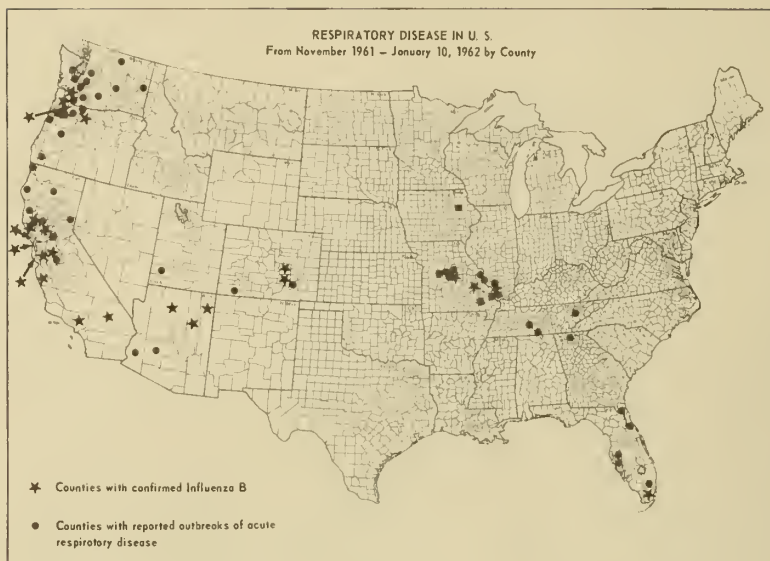 RESPIRATORY DISEASE IN U. S.
From November 1961 — January 10, 1962 by County
★ Counties with confirmed Influenza B
● Counties with reported outbreaks of acute
respiratory disease